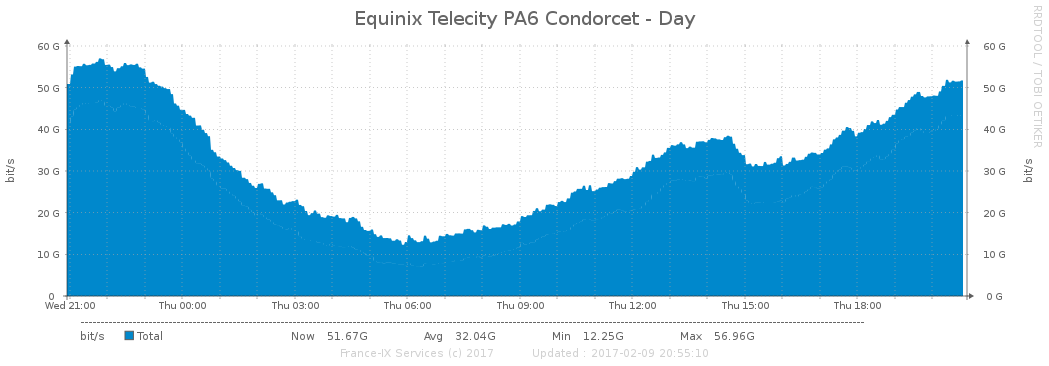 Equinix Telecity PA6 Condorcet - Day
RRDTOOL / TOBI OETIKER
bit/s
60 G
50 G
40 G
30 G
20 G
10 G
0
60 G
50 G
40 G
30 G
20 G
10 G
0 G
bit/s
Wed 21:00 Thu 00:00 Thu 03:00 Thu 06:00 Thu 09:00 Thu 12:00 Thu 15:00 Thu 18:00
bit/s Total Now 51.67G Avg 32.04G Min 12.25G Max 56.96G
France-IX Services (c) 2017 Updated : 2017-02-09 20:55:10